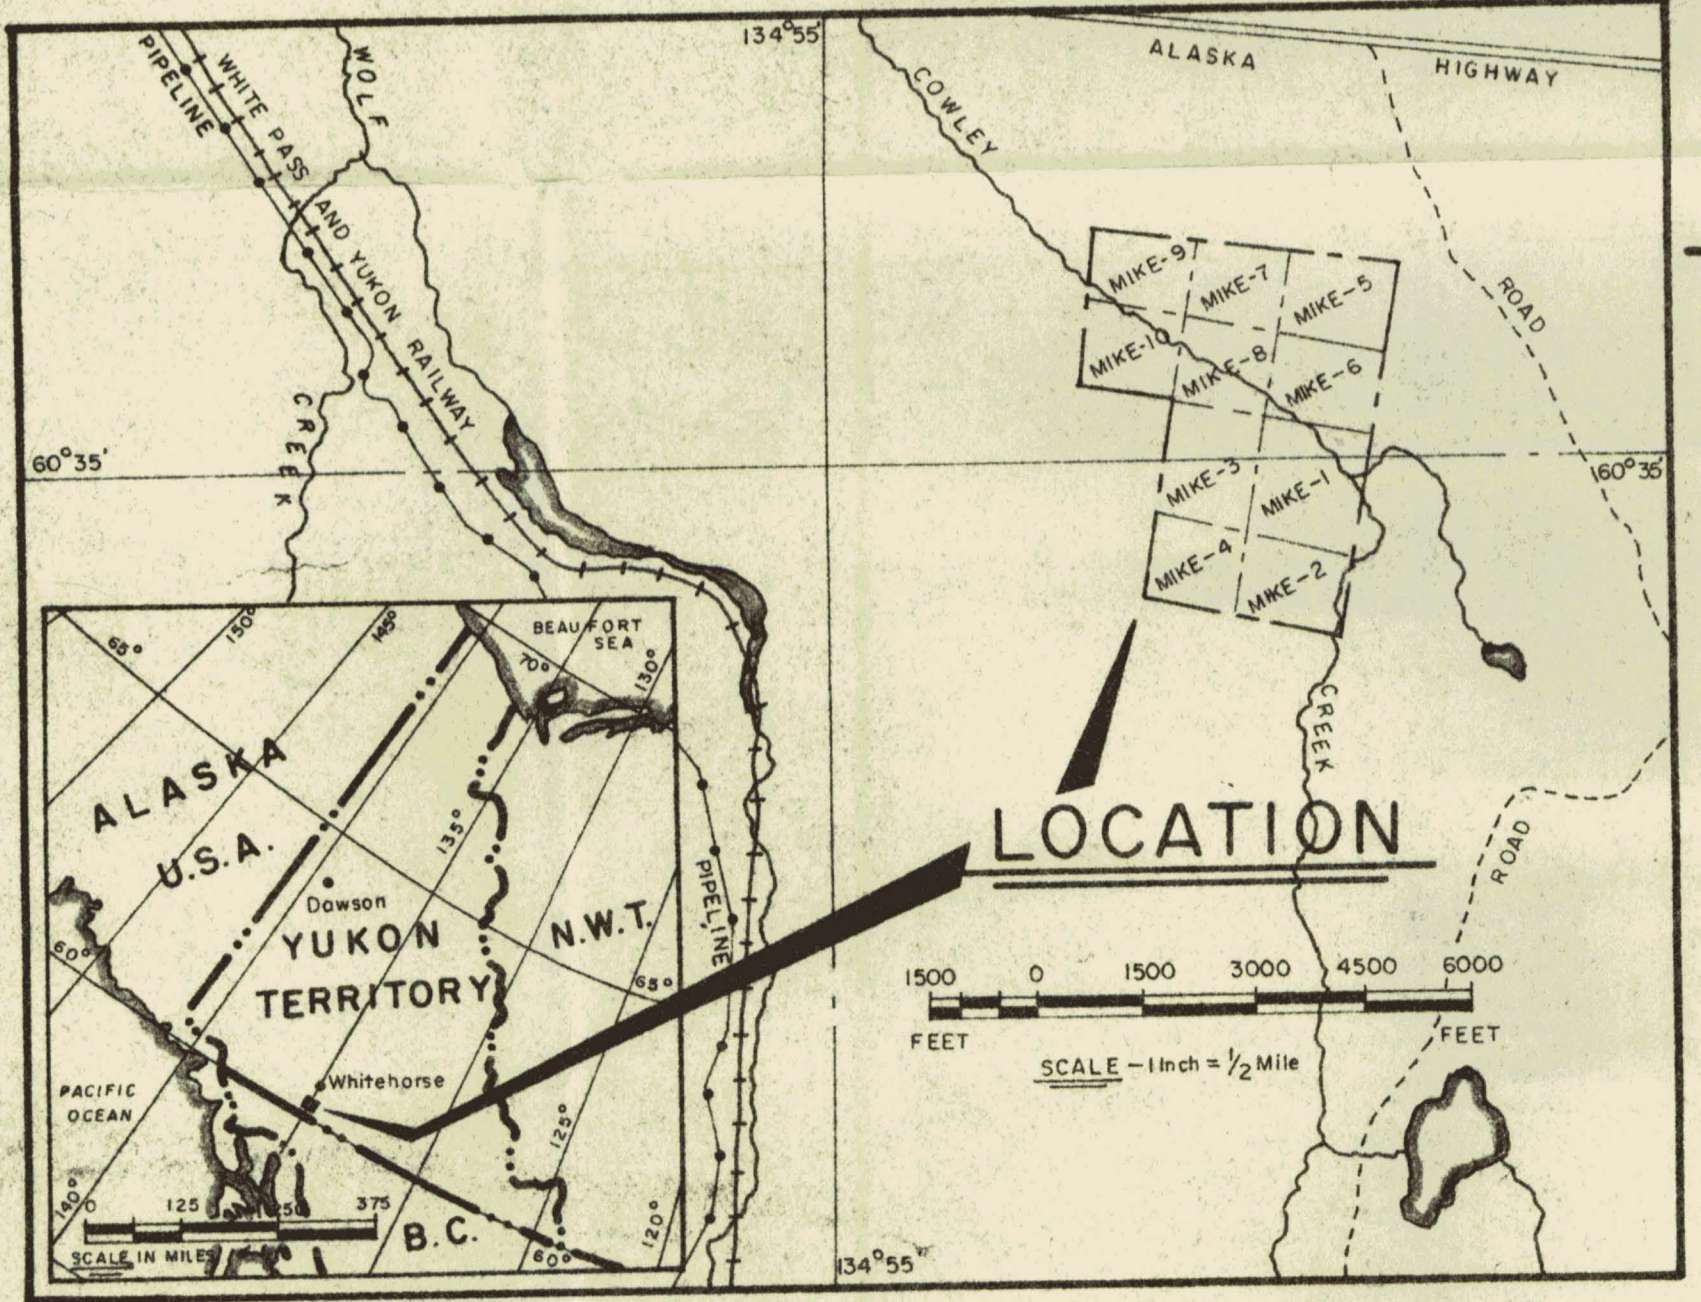 134°55'
ALASKA HIGHWAY
PIPELINE
WHITE PASS AND YUKON RAILWAY
WOLF
CREEK
COWLEY
CREEK
ROAD
MIKE-9
MIKE-7
MIKE-5
MIKE-10
MIKE-8
MIKE-6
60°35'
60°35'
MIKE-3
MIKE-1
MIKE-4
MIKE-2
LOCATION
ROAD
PIPELINE
1500 0 1500 3000 4500 6000
FEET FEET
SCALE - 1 Inch = 1/2 Mile
134°55'
BEAUFORT
SEA
65°
150°
145°
70°
130°
ALASKA
U.S.A.
135°
Dawson
YUKON
TERRITORY
N.W.T.
60°
65°
Whitehorse
PACIFIC
OCEAN
125°
140°
0 125 250 375
SCALE IN MILES
B.C.
60°
120°